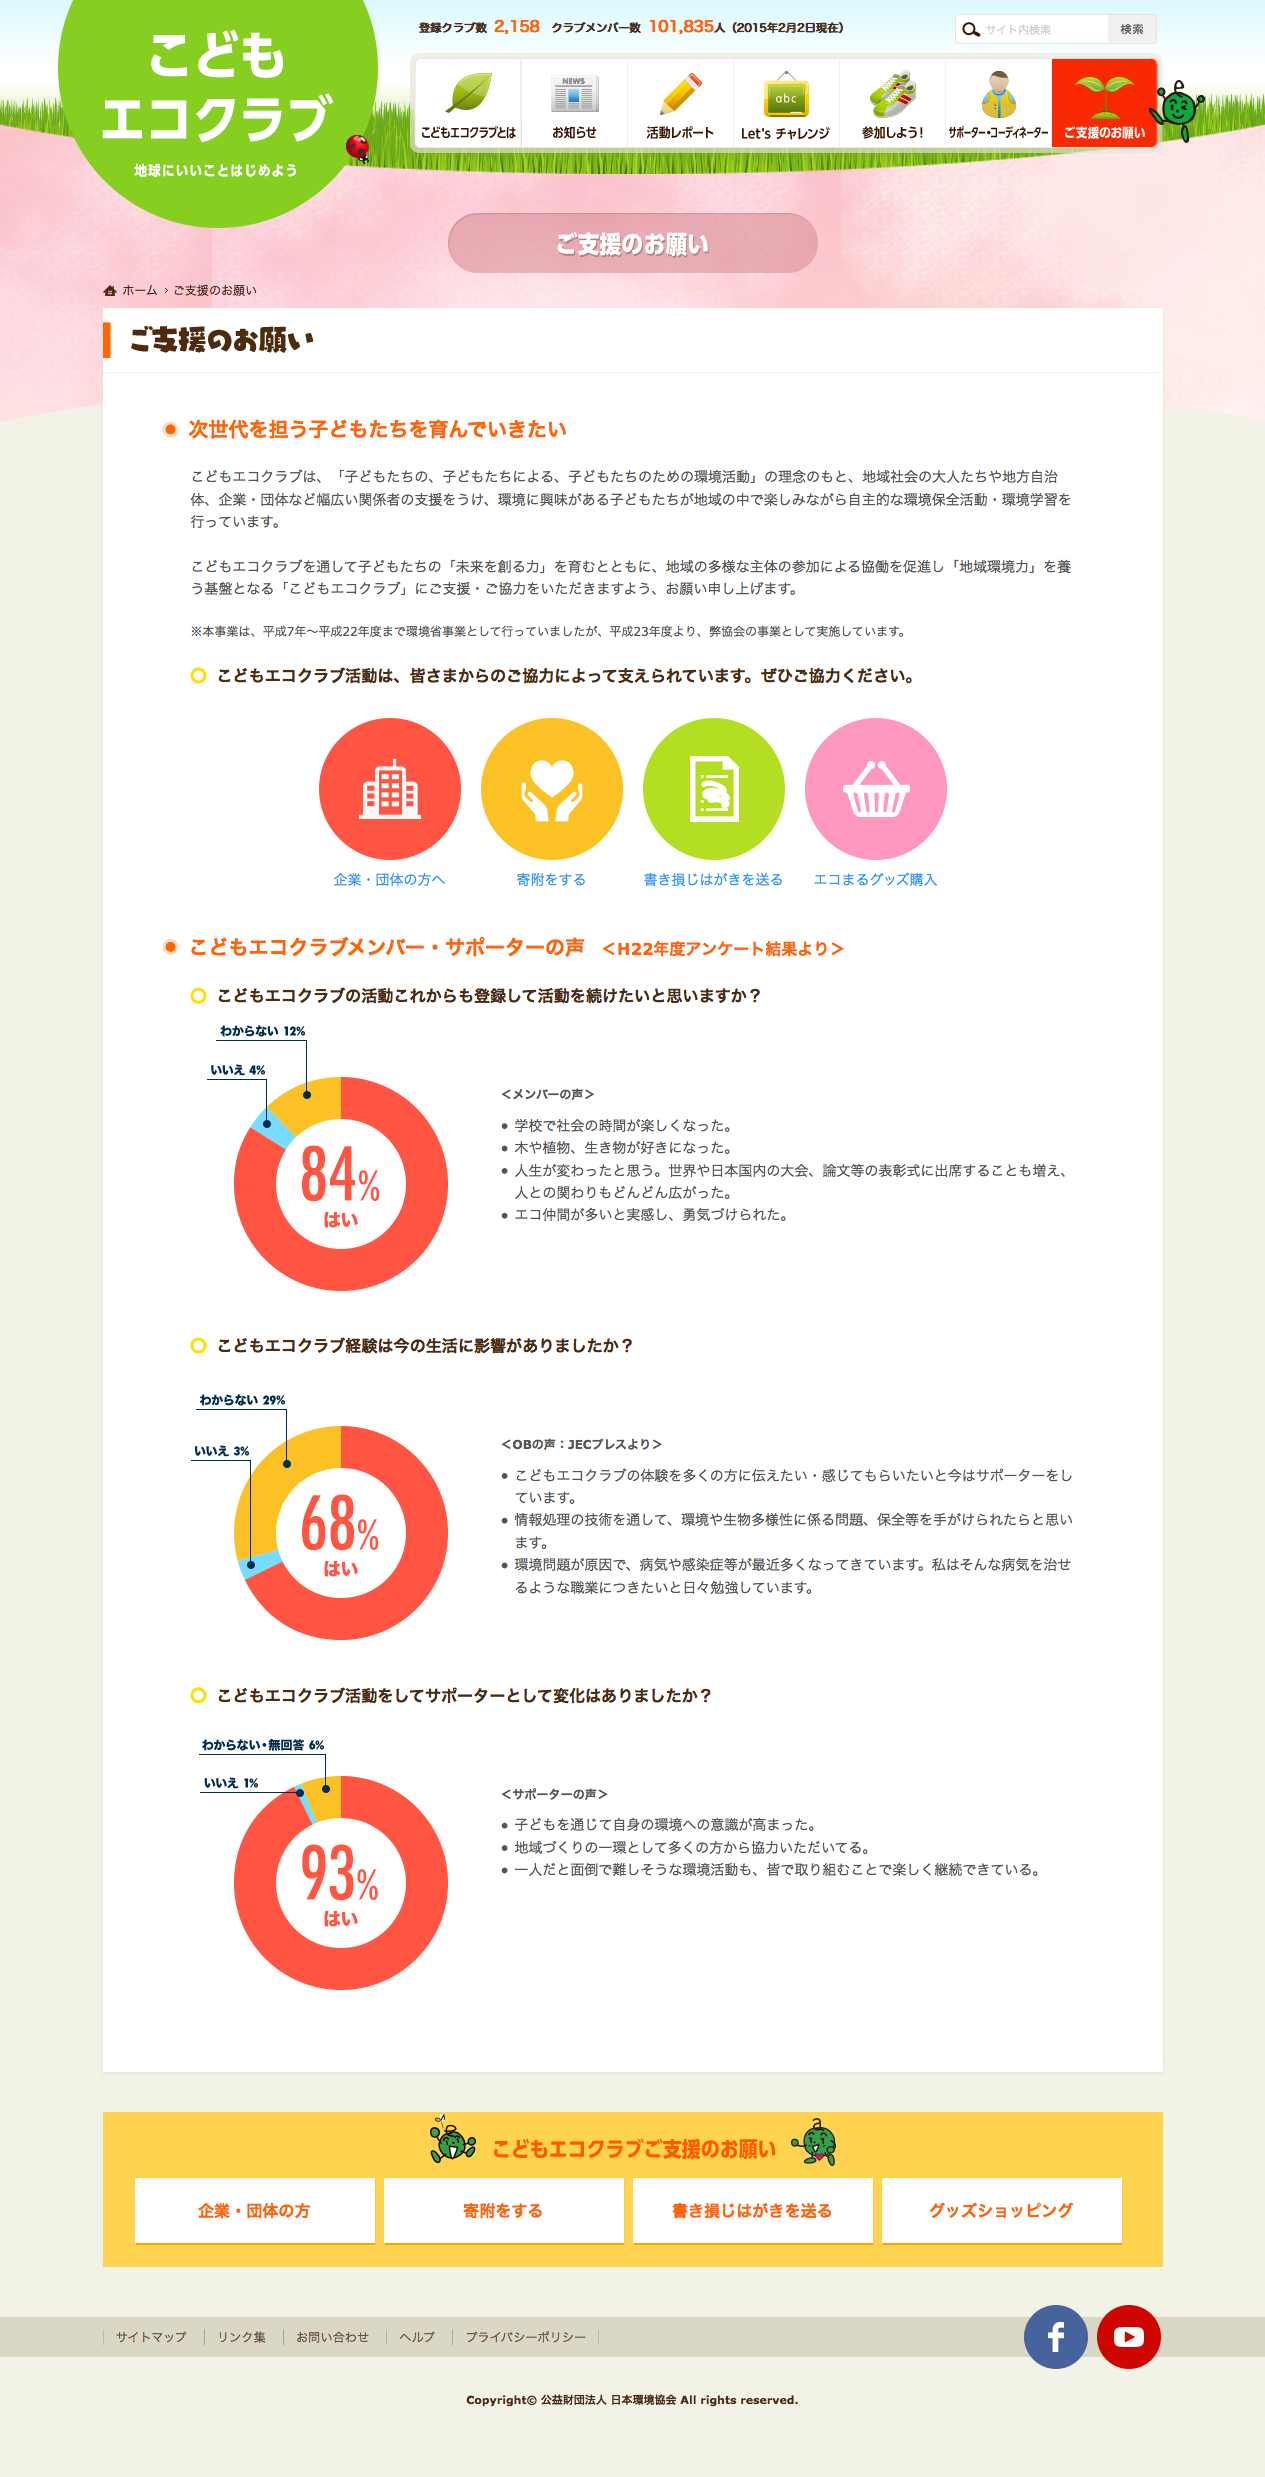 こども
エコクラブ
地球にいいことはじめよう
登録クラブ数 2,158 クラブメンバー数 101,835人（2015年2月2日現在）
サイト内検索 検索
こどもエコクラブとは
NEWS
お知らせ
活動レポート
abc
Let's チャレンジ
参加しよう！
サポーター・コーディネーター
ご支援のお願い
ご支援のお願い
ホーム › ご支援のお願い
ご支援のお願い
次世代を担う子どもたちを育んでいきたい
こどもエコクラブは、「子どもたちの、子どもたちによる、子どもたちのための環境活動」の理念のもと、地域社会の大人たちや地方自治
体、企業・団体など幅広い関係者の支援をうけ、環境に興味がある子どもたちが地域の中で楽しみながら自主的な環境保全活動・環境学習を
行っています。
こどもエコクラブを通して子どもたちの「未来を創る力」を育むとともに、地域の多様な主体の参加による協働を促進し「地域環境力」を養
う基盤となる「こどもエコクラブ」にご支援・ご協力をいただきますよう、お願い申し上げます。
※本事業は、平成7年〜平成22年度まで環境省事業として行っていましたが、平成23年度より、弊協会の事業として実施しています。
こどもエコクラブ活動は、皆さまからのご協力によって支えられています。ぜひご協力ください。
企業・団体の方へ
寄附をする
書き損じはがきを送る
エコまるグッズ購入
こどもエコクラブメンバー・サポーターの声 ＜H22年度アンケート結果より＞
こどもエコクラブの活動これからも登録して活動を続けたいと思いますか？
わからない 12%
いいえ 4%
84%
はい
＜メンバーの声＞
● 学校で社会の時間が楽しくなった。
● 木や植物、生き物が好きになった。
● 人生が変わったと思う。世界や日本国内の大会、論文等の表彰式に出席することも増え、
人との関わりもどんどん広がった。
● エコ仲間が多いと実感し、勇気づけられた。
こどもエコクラブ経験は今の生活に影響がありましたか？
わからない 29%
いいえ 3%
68%
はい
＜OBの声：JECプレスより＞
● こどもエコクラブの体験を多くの方に伝えたい・感じてもらいたいと今はサポーターをし
ています。
● 情報処理の技術を通して、環境や生物多様性に係る問題、保全等を手がけられたらと思い
ます。
● 環境問題が原因で、病気や感染症等が最近多くなってきています。私はそんな病気を治せ
るような職業につきたいと日々勉強しています。
こどもエコクラブ活動をしてサポーターとして変化はありましたか？
わからない・無回答 6%
いいえ 1%
93%
はい
＜サポーターの声＞
● 子どもを通じて自身の環境への意識が高まった。
● 地域づくりの一環として多くの方から協力いただいてる。
● 一人だと面倒で難しそうな環境活動も、皆で取り組むことで楽しく継続できている。
こどもエコクラブご支援のお願い
企業・団体の方
寄附をする
書き損じはがきを送る
グッズショッピング
サイトマップ リンク集 お問い合わせ ヘルプ プライバシーポリシー
f
Copyright© 公益財団法人 日本環境協会 All rights reserved.